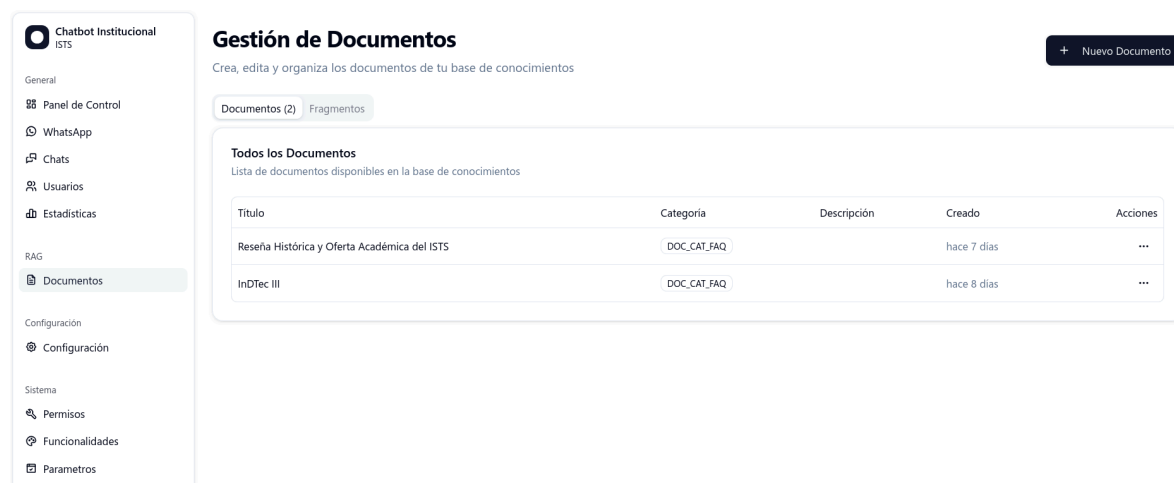 Chatbot Institucional
ISTS
General
Panel de Control
WhatsApp
Chats
Usuarios
Estadísticas
RAG
Documentos
Configuración
Configuración
Sistema
Permisos
Funcionalidades
Parametros
Gestión de Documentos
Crea, edita y organiza los documentos de tu base de conocimientos
+ Nuevo Documento
Documentos (2) Fragmentos
Todos los Documentos
Lista de documentos disponibles en la base de conocimientos
Título Categoría Descripción Creado Acciones
Reseña Histórica y Oferta Académica del ISTS DOC_CAT_FAQ hace 7 días ...
InDTec III DOC_CAT_FAQ hace 8 días ...